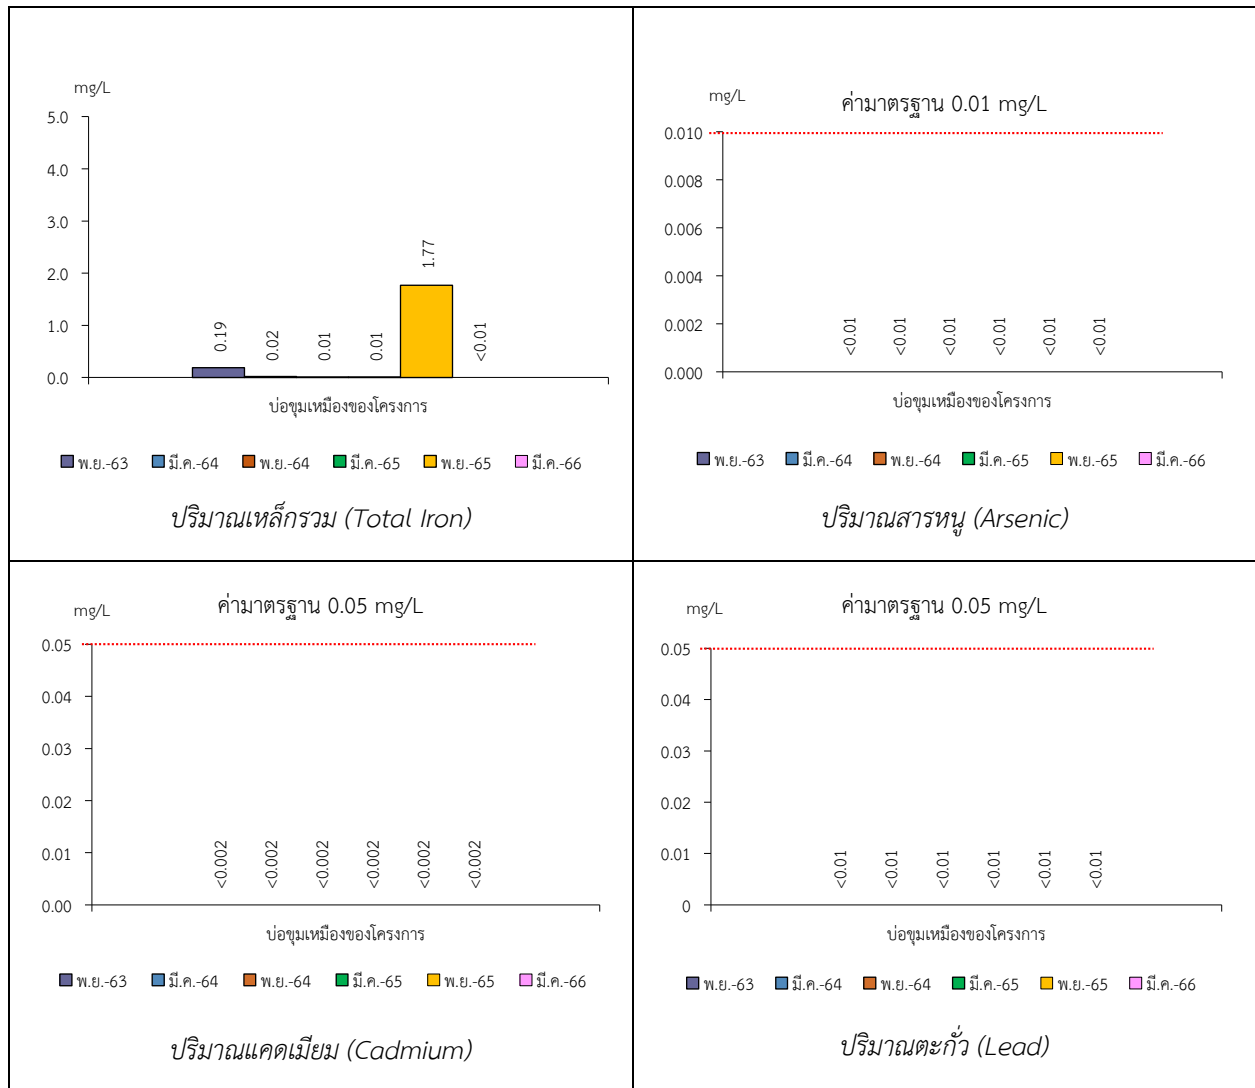 mg/L
5.0
4.0
3.0
2.0
1.0
0.0
0.19
0.02
0.01
0.01
1.77
<0.01
บ่อขุมเหมืองของโครงการ
พ.ย.-63 มี.ค.-64 พ.ย.-64 มี.ค.-65 พ.ย.-65 มี.ค.-66
ปริมาณเหล็กรวม (Total Iron)
mg/L
ค่ามาตรฐาน 0.01 mg/L
0.010
0.008
0.006
0.004
0.002
0.000
<0.01
<0.01
<0.01
<0.01
<0.01
<0.01
บ่อขุมเหมืองของโครงการ
พ.ย.-63 มี.ค.-64 พ.ย.-64 มี.ค.-65 พ.ย.-65 มี.ค.-66
ปริมาณสารหนู (Arsenic)
mg/L
ค่ามาตรฐาน 0.05 mg/L
0.05
0.04
0.03
0.02
0.01
0.00
<0.002
<0.002
<0.002
<0.002
<0.002
<0.002
บ่อขุมเหมืองของโครงการ
พ.ย.-63 มี.ค.-64 พ.ย.-64 มี.ค.-65 พ.ย.-65 มี.ค.-66
ปริมาณแคดเมียม (Cadmium)
mg/L
ค่ามาตรฐาน 0.05 mg/L
0.05
0.04
0.03
0.02
0.01
0
<0.01
<0.01
<0.01
<0.01
<0.01
<0.01
บ่อขุมเหมืองของโครงการ
พ.ย.-63 มี.ค.-64 พ.ย.-64 มี.ค.-65 พ.ย.-65 มี.ค.-66
ปริมาณตะกั่ว (Lead)